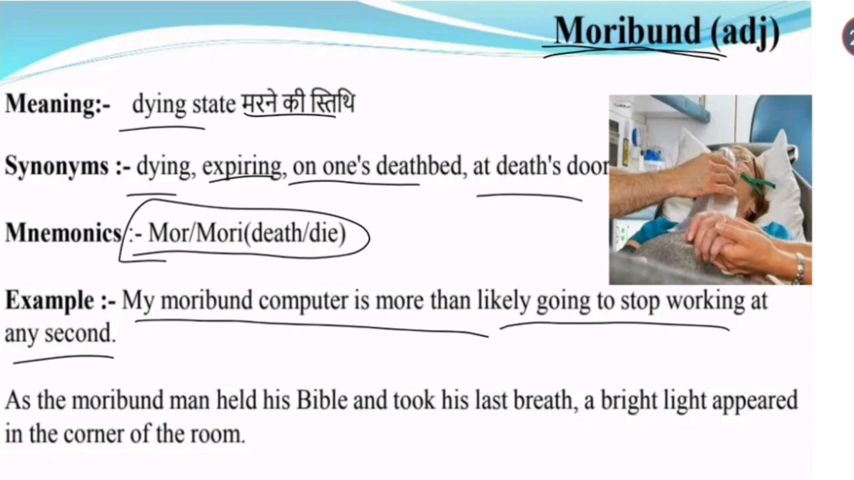 Moribund (adj)
Meaning:- dying state मरने की स्तिथि
Synonyms :- dying, expiring, on one's deathbed, at death's door
Mnemonics :- Mor/Mori(death/die)
Example :- My moribund computer is more than likely going to stop working at
any second.
As the moribund man held his Bible and took his last breath, a bright light appeared
in the corner of the room.